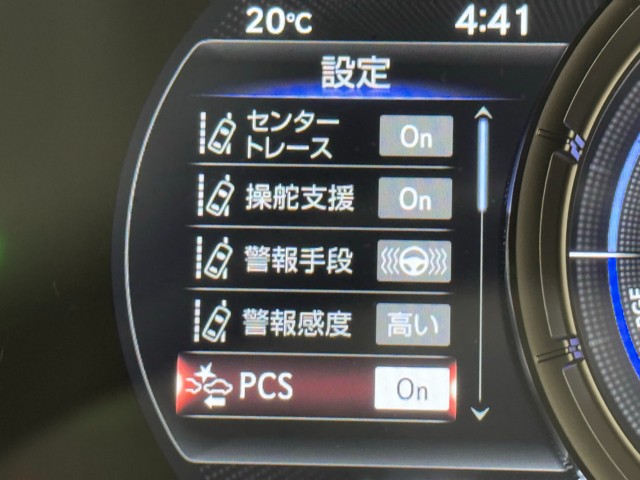 20℃ 4:41
設定
センター
トレース On
操舵支援 On
警報手段
警報感度 高い
PCS On